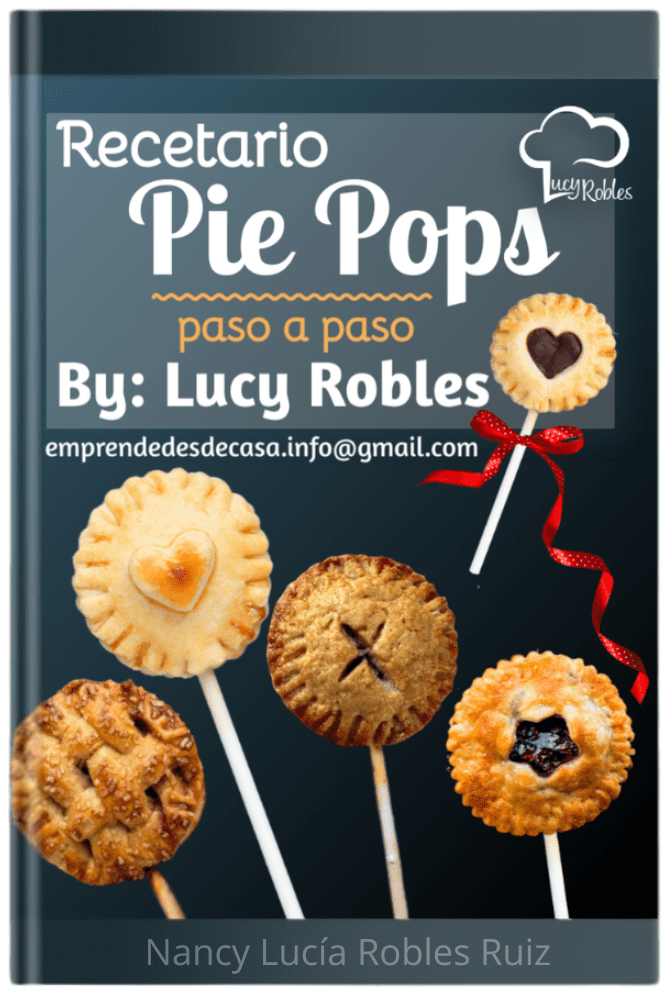 Recetario
Lucy Robles
Pie Pops
paso a paso
By: Lucy Robles
emprendedesdecasa.info@gmail.com
Nancy Lucía Robles Ruiz